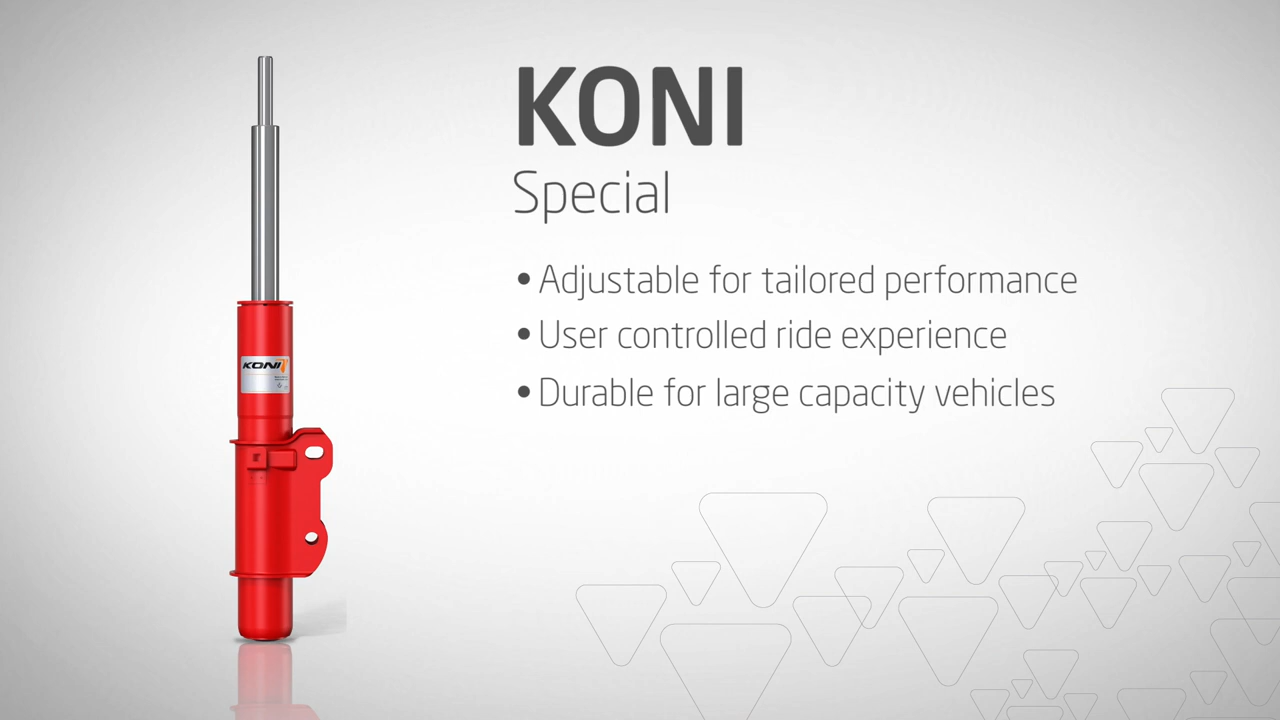 KONI
Special
• Adjustable for tailored performance
• User controlled ride experience
• Durable for large capacity vehicles
KONI